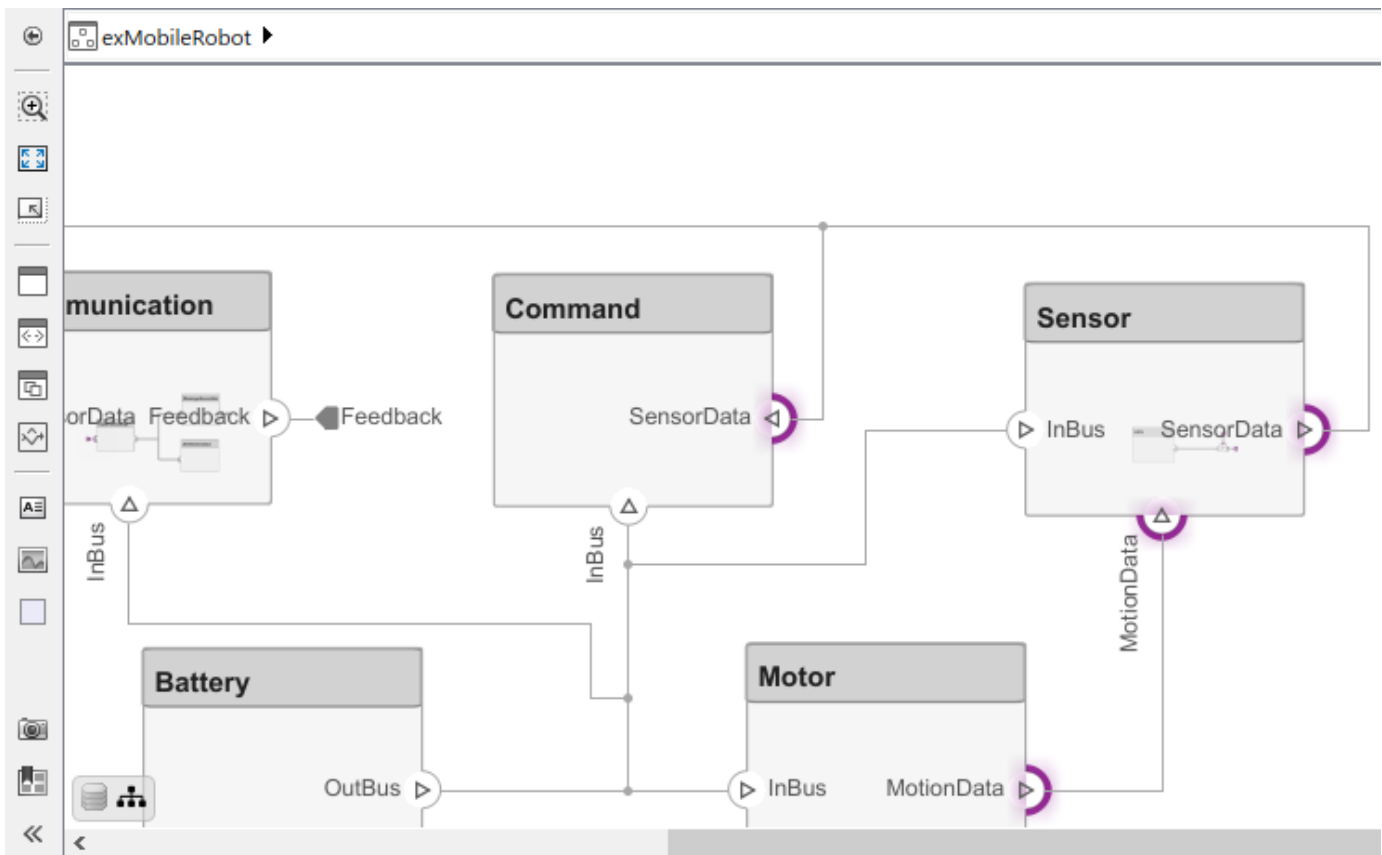 exMobileRobot
munication
Command
Sensor
orData
Feedback
Feedback
SensorData
InBus
SensorData
InBus
InBus
MotionData
Battery
Motor
OutBus
InBus
MotionData